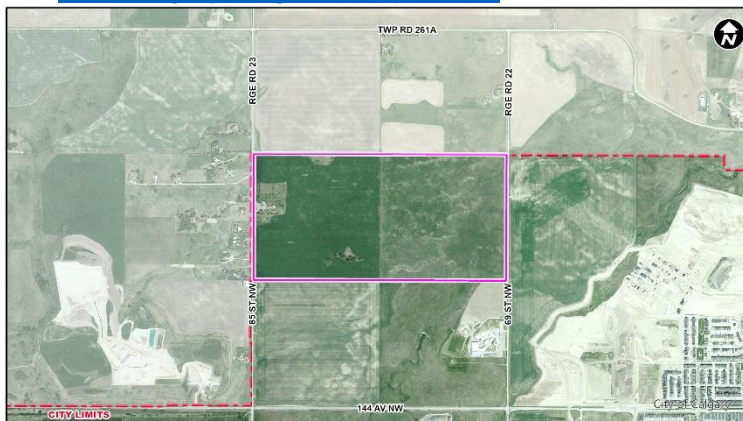 TWP RD 261A
N
RGE RD 23
RGE RD 22
85 ST NW
69 ST NW
144 AV NW
CITY LIMITS
City of Calgary